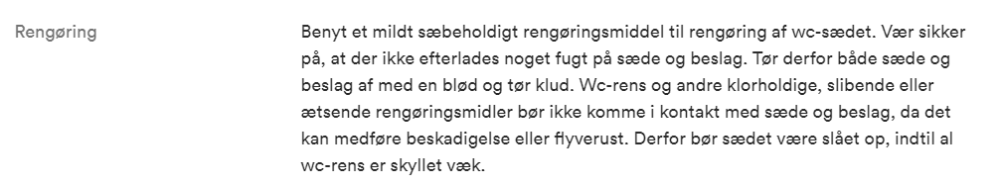 Rengøring
Benyt et mildt sæbeholdigt rengøringsmiddel til rengøring af wc-sædet. Vær sikker
på, at der ikke efterlades noget fugt på sæde og beslag. Tør derfor både sæde og
beslag af med en blød og tør klud. Wc-rens og andre klorholdige, slibende eller
ætsende rengøringsmidler bør ikke komme i kontakt med sæde og beslag, da det
kan medføre beskadigelse eller flyverust. Derfor bør sædet være slået op, indtil al
wc-rens er skyllet væk.